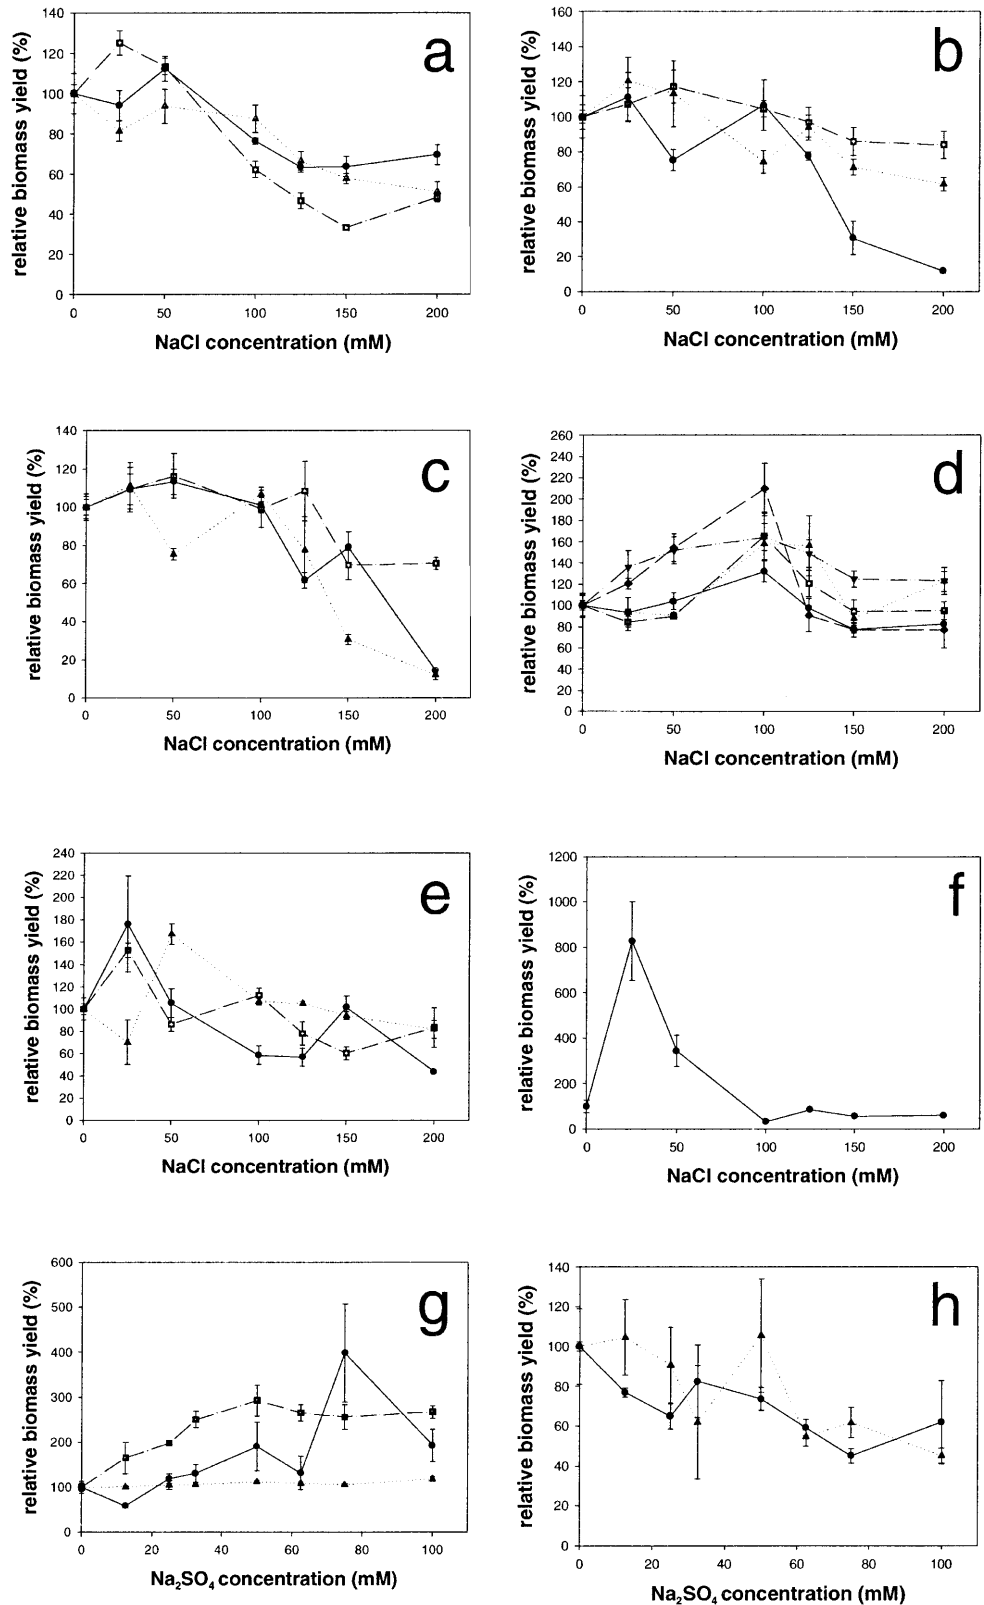 a
relative biomass yield (%)
140
120
100
80
60
40
20
0
0 50 100 150 200
NaCl concentration (mM)
b
relative biomass yield (%)
160
140
120
100
80
60
40
20
0
0 50 100 150 200
NaCl concentration (mM)
c
relative biomass yield (%)
140
120
100
80
60
40
20
0
0 50 100 150 200
NaCl concentration (mM)
d
relative biomass yield (%)
260
240
220
200
180
160
140
120
100
80
60
40
20
0
0 50 100 150 200
NaCl concentration (mM)
e
relative biomass yield (%)
240
220
200
180
160
140
120
100
80
60
40
20
0
0 50 100 150 200
NaCl concentration (mM)
f
relative biomass yield (%)
1200
1000
800
600
400
200
0
0 50 100 150 200
NaCl concentration (mM)
g
relative biomass yield (%)
600
500
400
300
200
100
0
0 20 40 60 80 100
Na₂SO₄ concentration (mM)
h
relative biomass yield (%)
140
120
100
80
60
40
20
0
0 20 40 60 80 100
Na₂SO₄ concentration (mM)